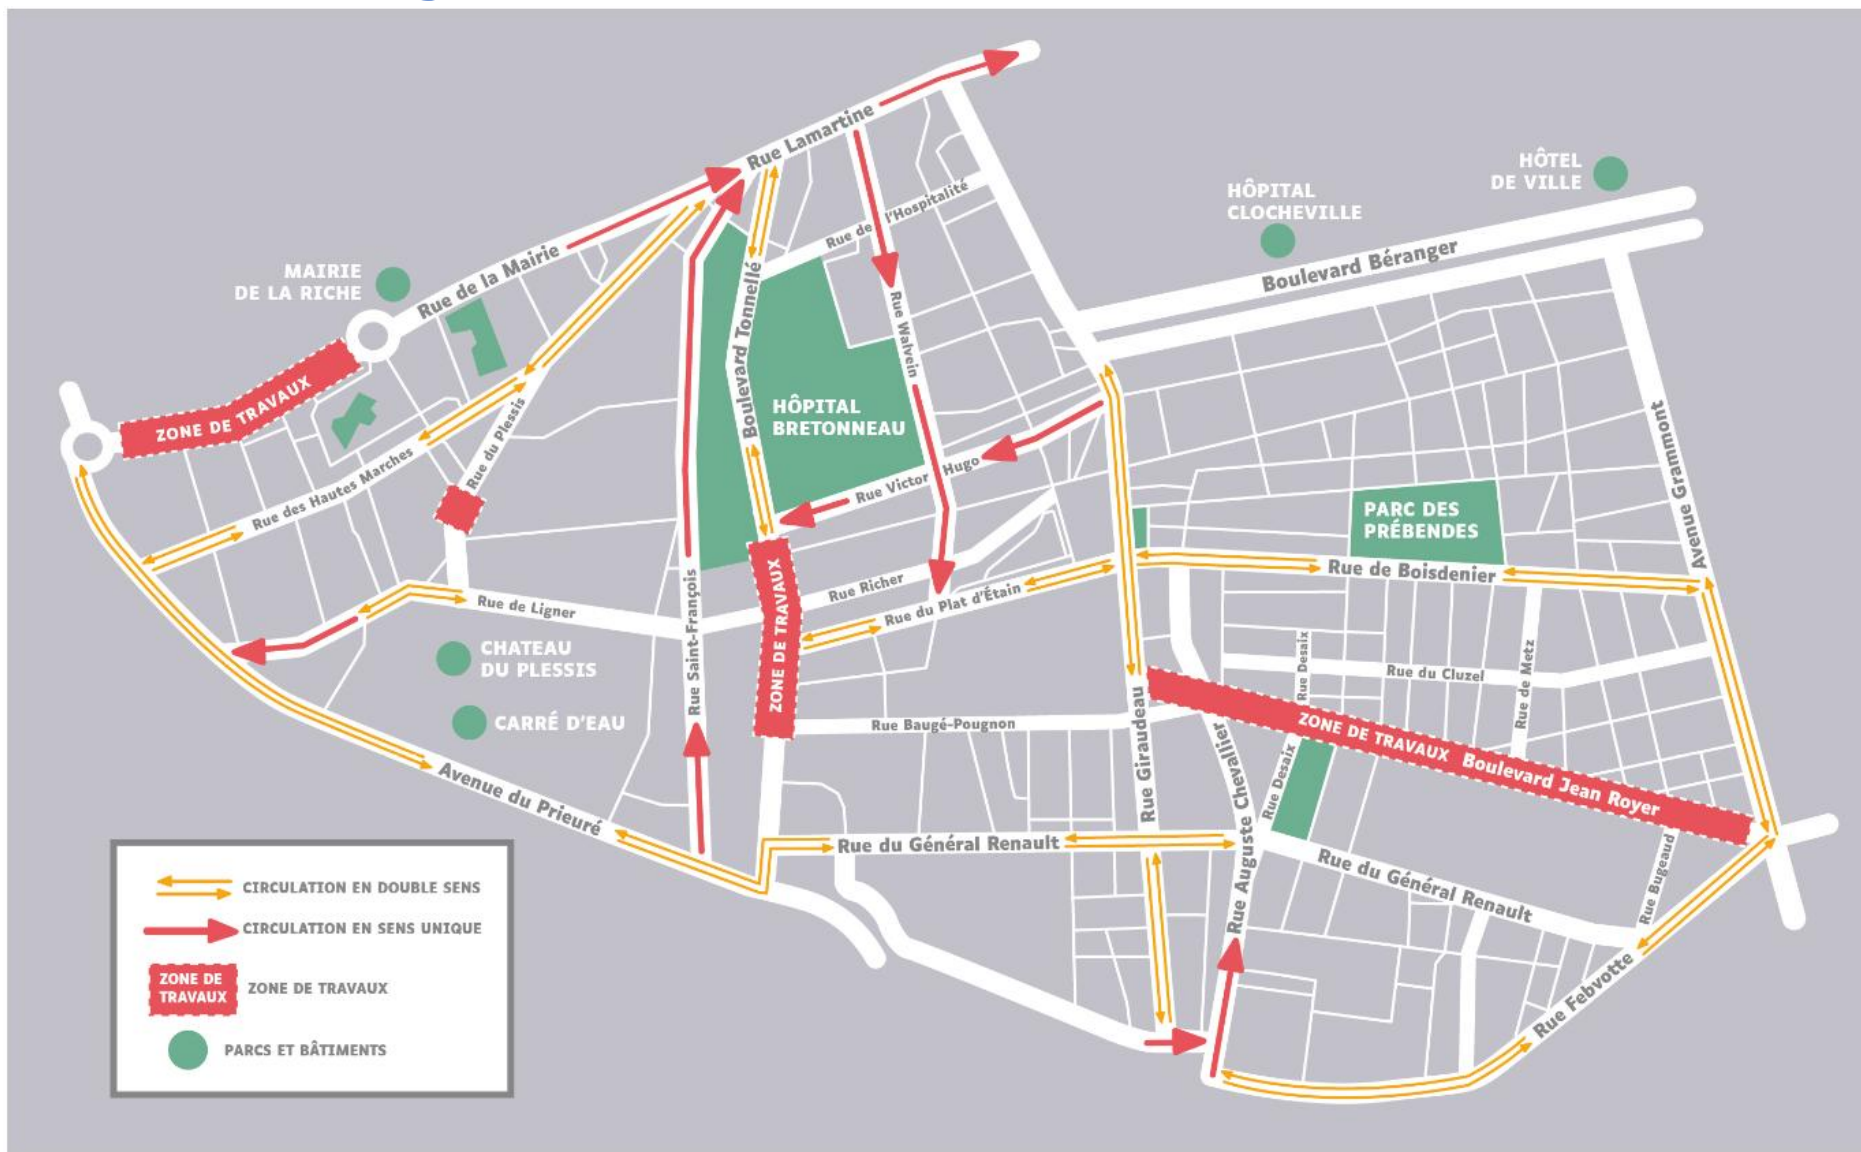 Rue Lamartine
HÔTEL
DE VILLE
HÔPITAL
CLOCHEVILLE
Rue de l'Hospitalité
Boulevard Béranger
MAIRIE
DE LA RICHE
Rue de la Mairie
Boulevard Tonnellé
Rue Walvein
ZONE DE TRAVAUX
HÔPITAL
BRETONNEAU
Rue du Plessis
Rue des Hautes Marches
Rue Victor Hugo
Avenue Grammont
PARC DES
PRÉBENDES
Rue de Boisdenier
Rue Richer
Rue du Plat d'Étain
Rue de Ligner
Rue Saint-François
ZONE DE TRAVAUX
CHATEAU
DU PLESSIS
CARRÉ D'EAU
Rue Desaix
Rue du Cluzel
Rue de Metz
Rue Baugé-Pougnon
Rue Giraudeau
Rue Auguste Chevallier
Rue Desaix
ZONE DE TRAVAUX Boulevard Jean Royer
Avenue du Prieuré
Rue du Général Renault
Rue du Général Renault
Rue Bugeaud
Rue Febvotte
CIRCULATION EN DOUBLE SENS
CIRCULATION EN SENS UNIQUE
ZONE DE
TRAVAUX
ZONE DE TRAVAUX
PARCS ET BÂTIMENTS